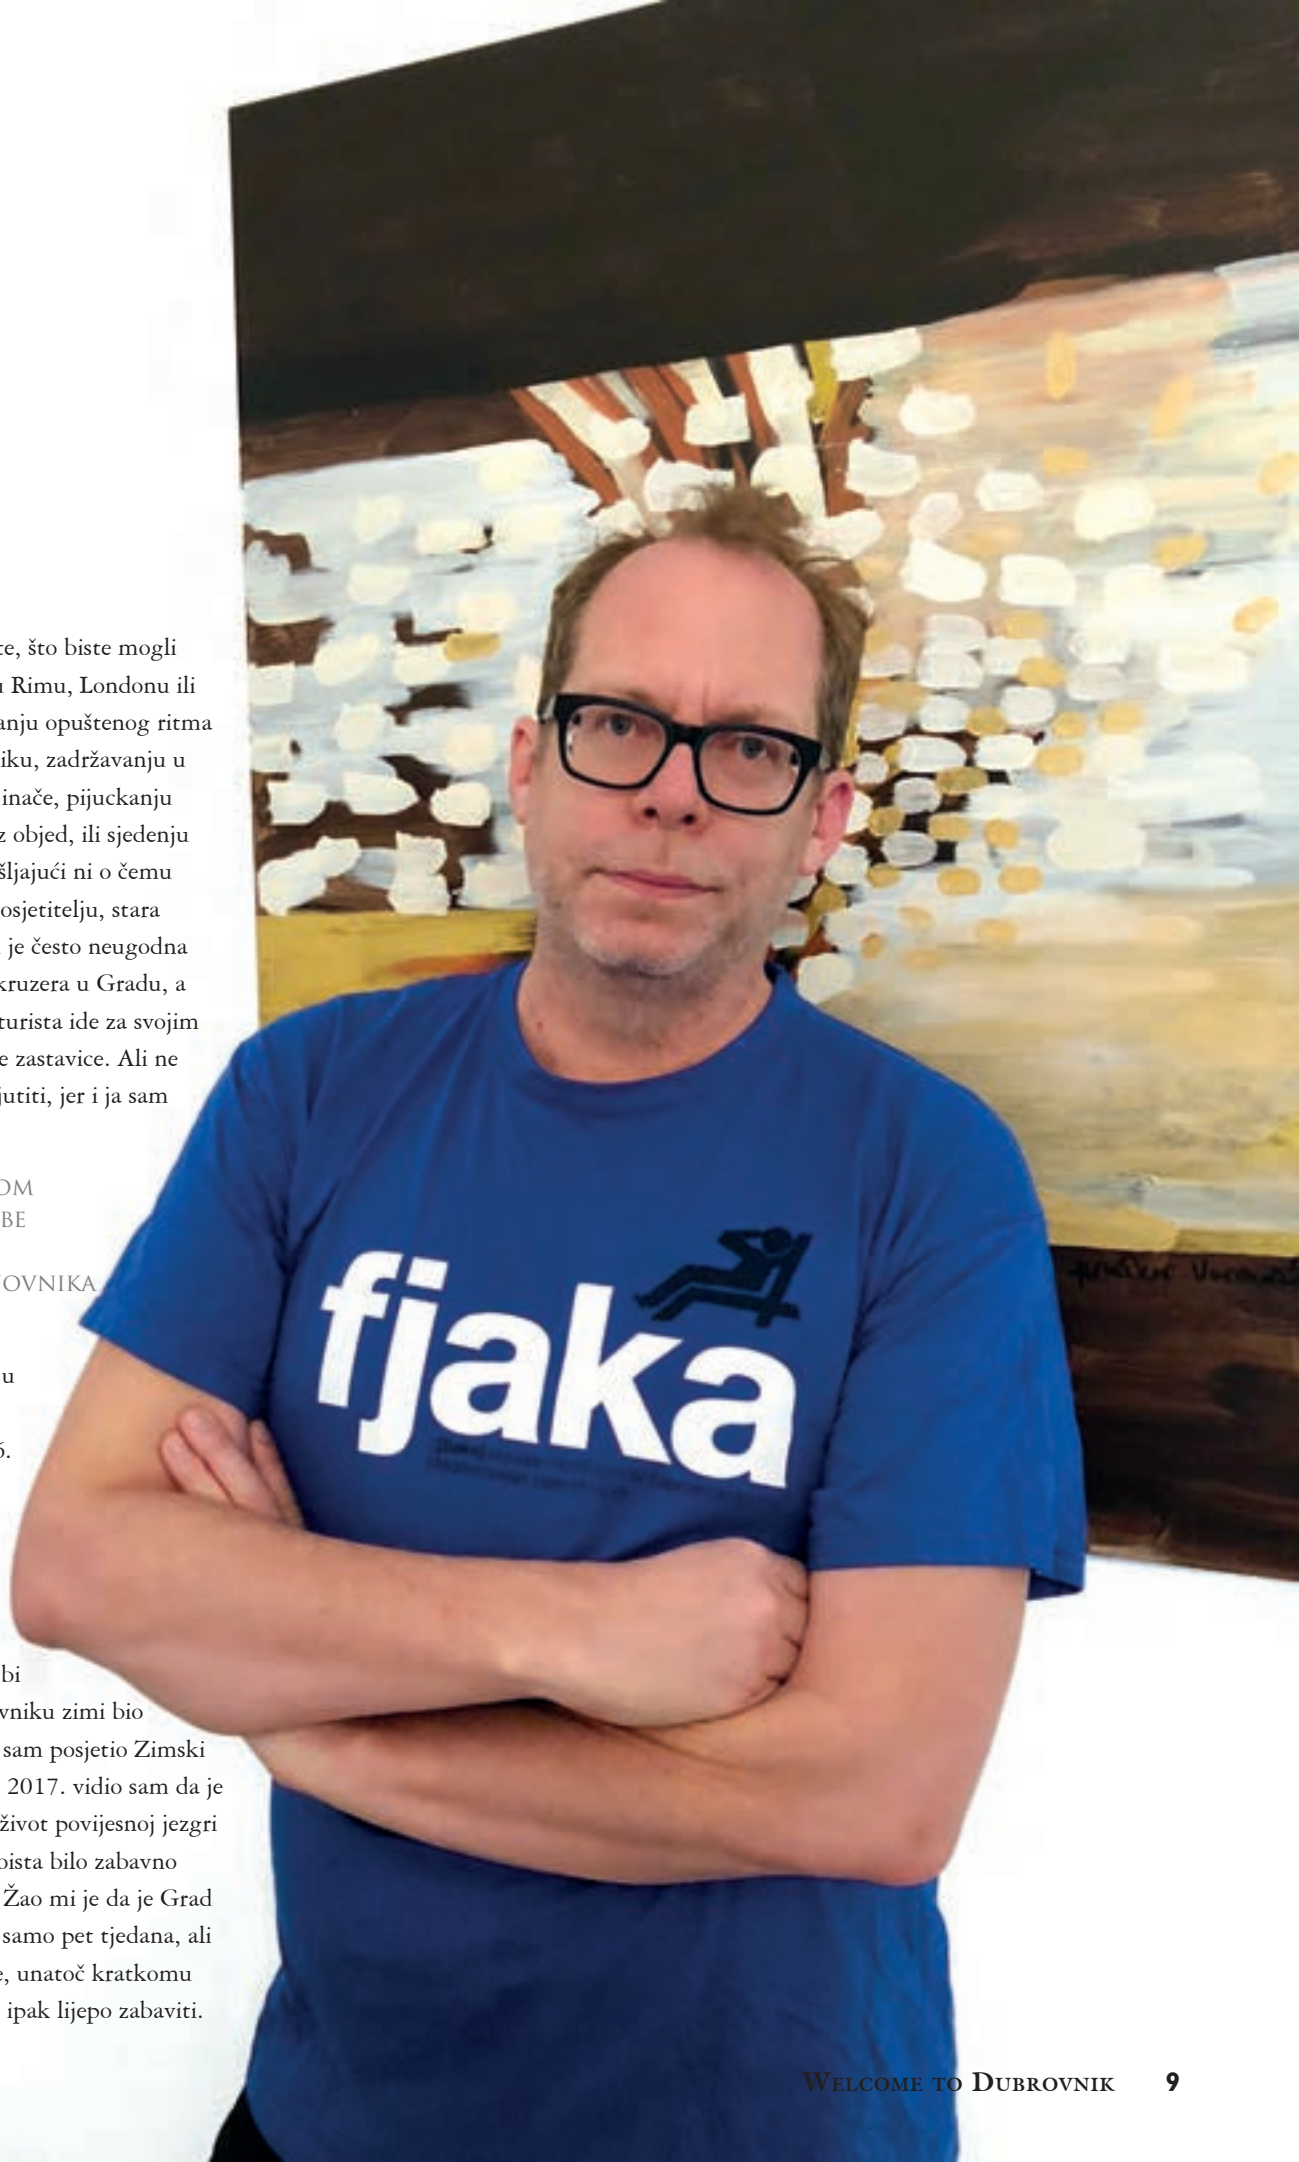 te, što biste mogli
u Rimu, Londonu ili
anju opuštenog ritma
iku, zadržavanju u
inače, pijuckanju
z objed, ili sjedenju
šljajući ni o čemu
osjetitelju, stara
je često neugodna
kruzera u Gradu, a
turista ide za svojim
e zastavice. Ali ne
jutiti, jer i ja sam
OM
BE
OVNIKA
u
6.
bi
vniku zimi bio
sam posjetio Zimski
2017. vidio sam da je
život povijesnoj jezgri
oista bilo zabavno
Žao mi je da je Grad
samo pet tjedana, ali
e, unatoč kratkomu
ipak lijepo zabaviti.
fjaka
Welcome to Dubrovnik 9